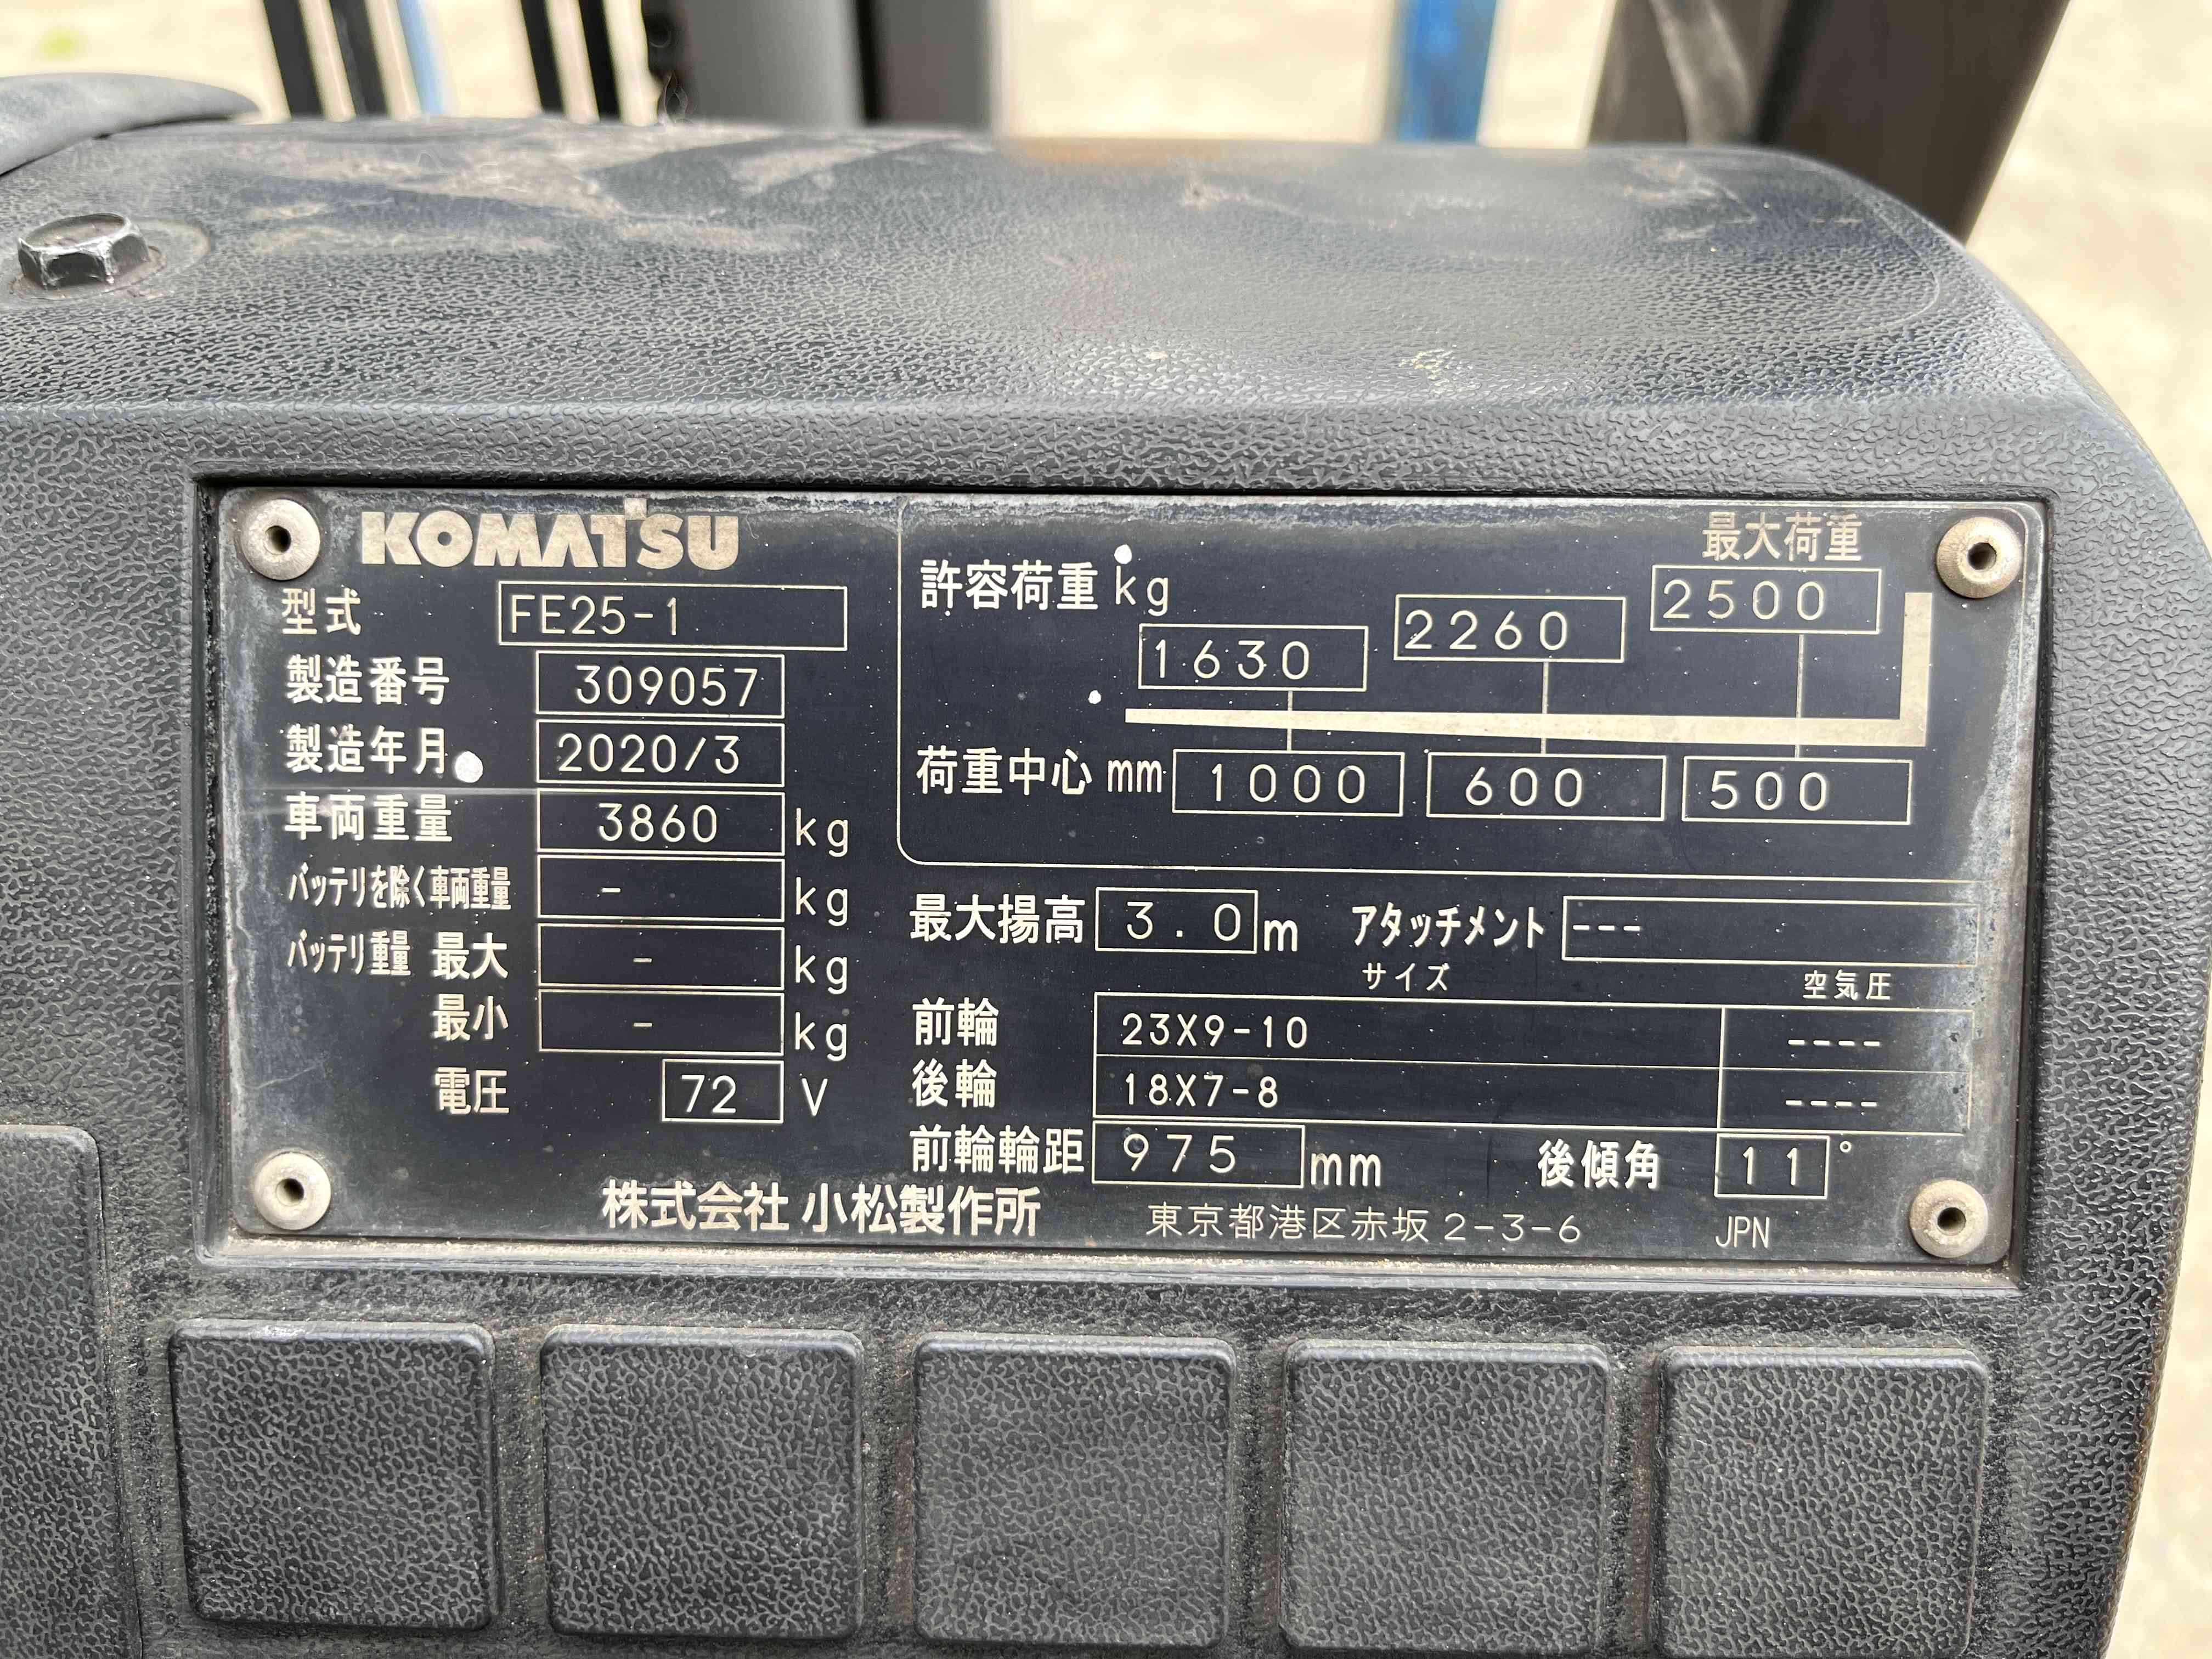 KOMATSU
型式 FE25-1
製造番号 309057
製造年月 2020/3
車両重量 3860 kg
バッテリを除く車両重量 - kg
バッテリ重量 最大 - kg
最小 - kg
電圧 72 V
最大荷重
許容荷重 kg 1630 2260 2500
荷重中心 mm 1000 600 500
最大揚高 3.0 m アタッチメント ---
サイズ 空気圧
前輪 23X9-10 ----
後輪 18X7-8 ----
前輪輪距 975 mm 後傾角 11°
株式会社 小松製作所 東京都港区赤坂2-3-6 JPN